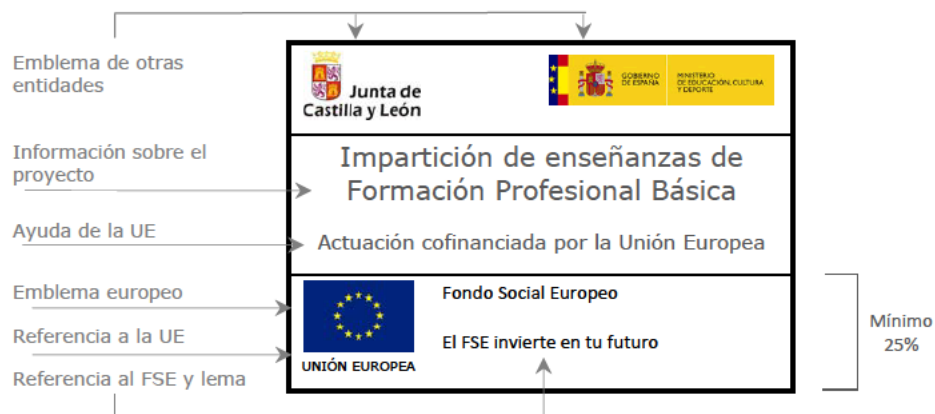 Emblema de otras
entidades
Junta de
Castilla y León
GOBIERNO
DE ESPAÑA
MINISTERIO
DE EDUCACIÓN, CULTURA
Y DEPORTE
Información sobre el
proyecto
Impartición de enseñanzas de
Formación Profesional Básica
Ayuda de la UE
Actuación cofinanciada por la Unión Europea
Emblema europeo
Fondo Social Europeo
Referencia a la UE
El FSE invierte en tu futuro
UNIÓN EUROPEA
Referencia al FSE y lema
Mínimo
25%